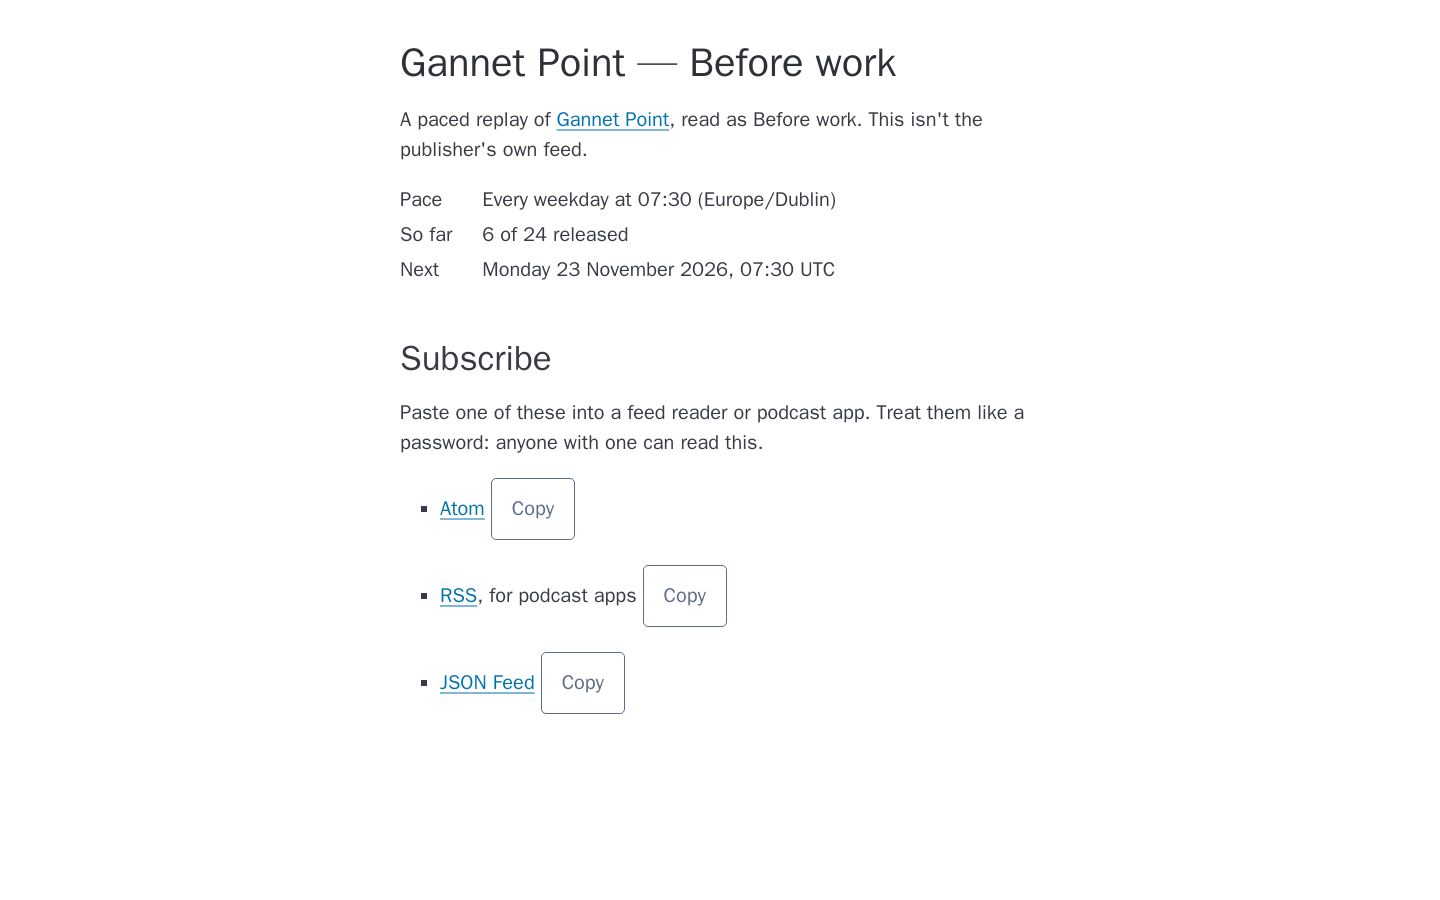 Gannet Point — Before work
A paced replay of Gannet Point, read as Before work. This isn't the
publisher's own feed.
Pace Every weekday at 07:30 (Europe/Dublin)
So far 6 of 24 released
Next Monday 23 November 2026, 07:30 UTC
Subscribe
Paste one of these into a feed reader or podcast app. Treat them like a
password: anyone with one can read this.
Atom Copy
RSS, for podcast apps Copy
JSON Feed Copy